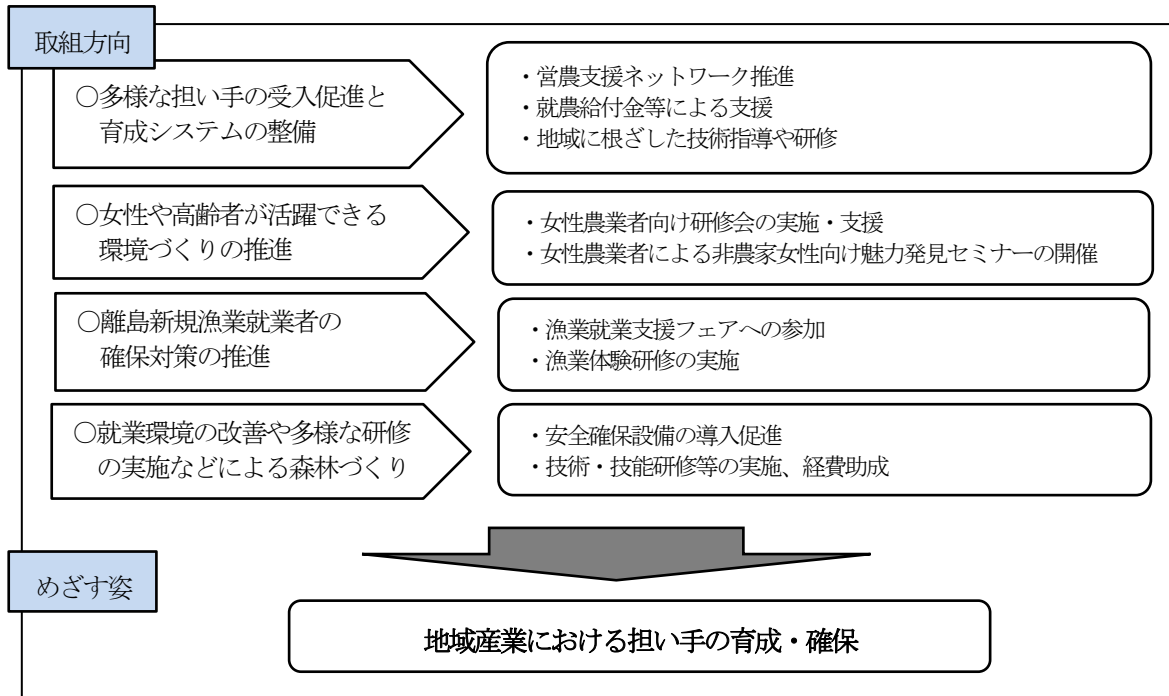 取組方向
○多様な担い手の受入促進と
育成システムの整備
・営農支援ネットワーク推進
・就農給付金等による支援
・地域に根ざした技術指導や研修
○女性や高齢者が活躍できる
環境づくりの推進
・女性農業者向け研修会の実施・支援
・女性農業者による非農家女性向け魅力発見セミナーの開催
○離島新規漁業就業者の
確保対策の推進
・漁業就業支援フェアへの参加
・漁業体験研修の実施
○就業環境の改善や多様な研修
の実施などによる森林づくり
・安全確保設備の導入促進
・技術・技能研修等の実施、経費助成
めざす姿
地域産業における担い手の育成・確保